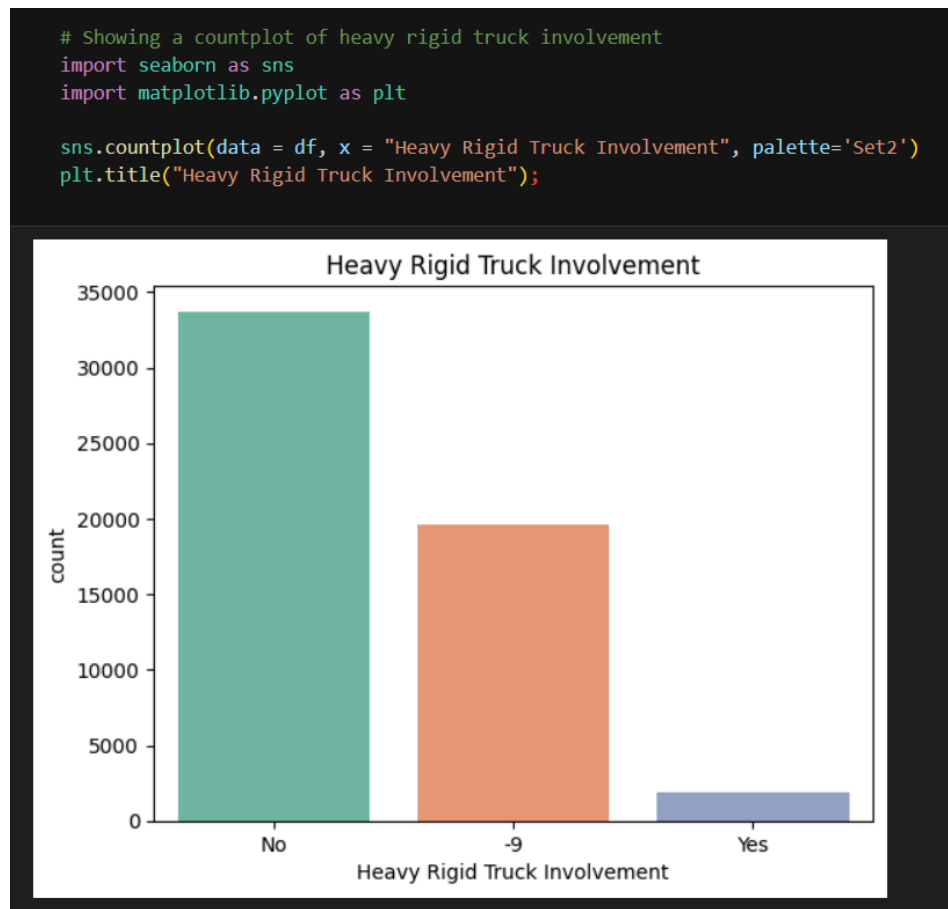 # Showing a countplot of heavy rigid truck involvement
import seaborn as sns
import matplotlib.pyplot as plt
sns.countplot(data = df, x = "Heavy Rigid Truck Involvement", palette='Set2')
plt.title("Heavy Rigid Truck Involvement");
Heavy Rigid Truck Involvement
35000
30000
25000
20000
15000
10000
5000
0
count
No
-9
Yes
Heavy Rigid Truck Involvement